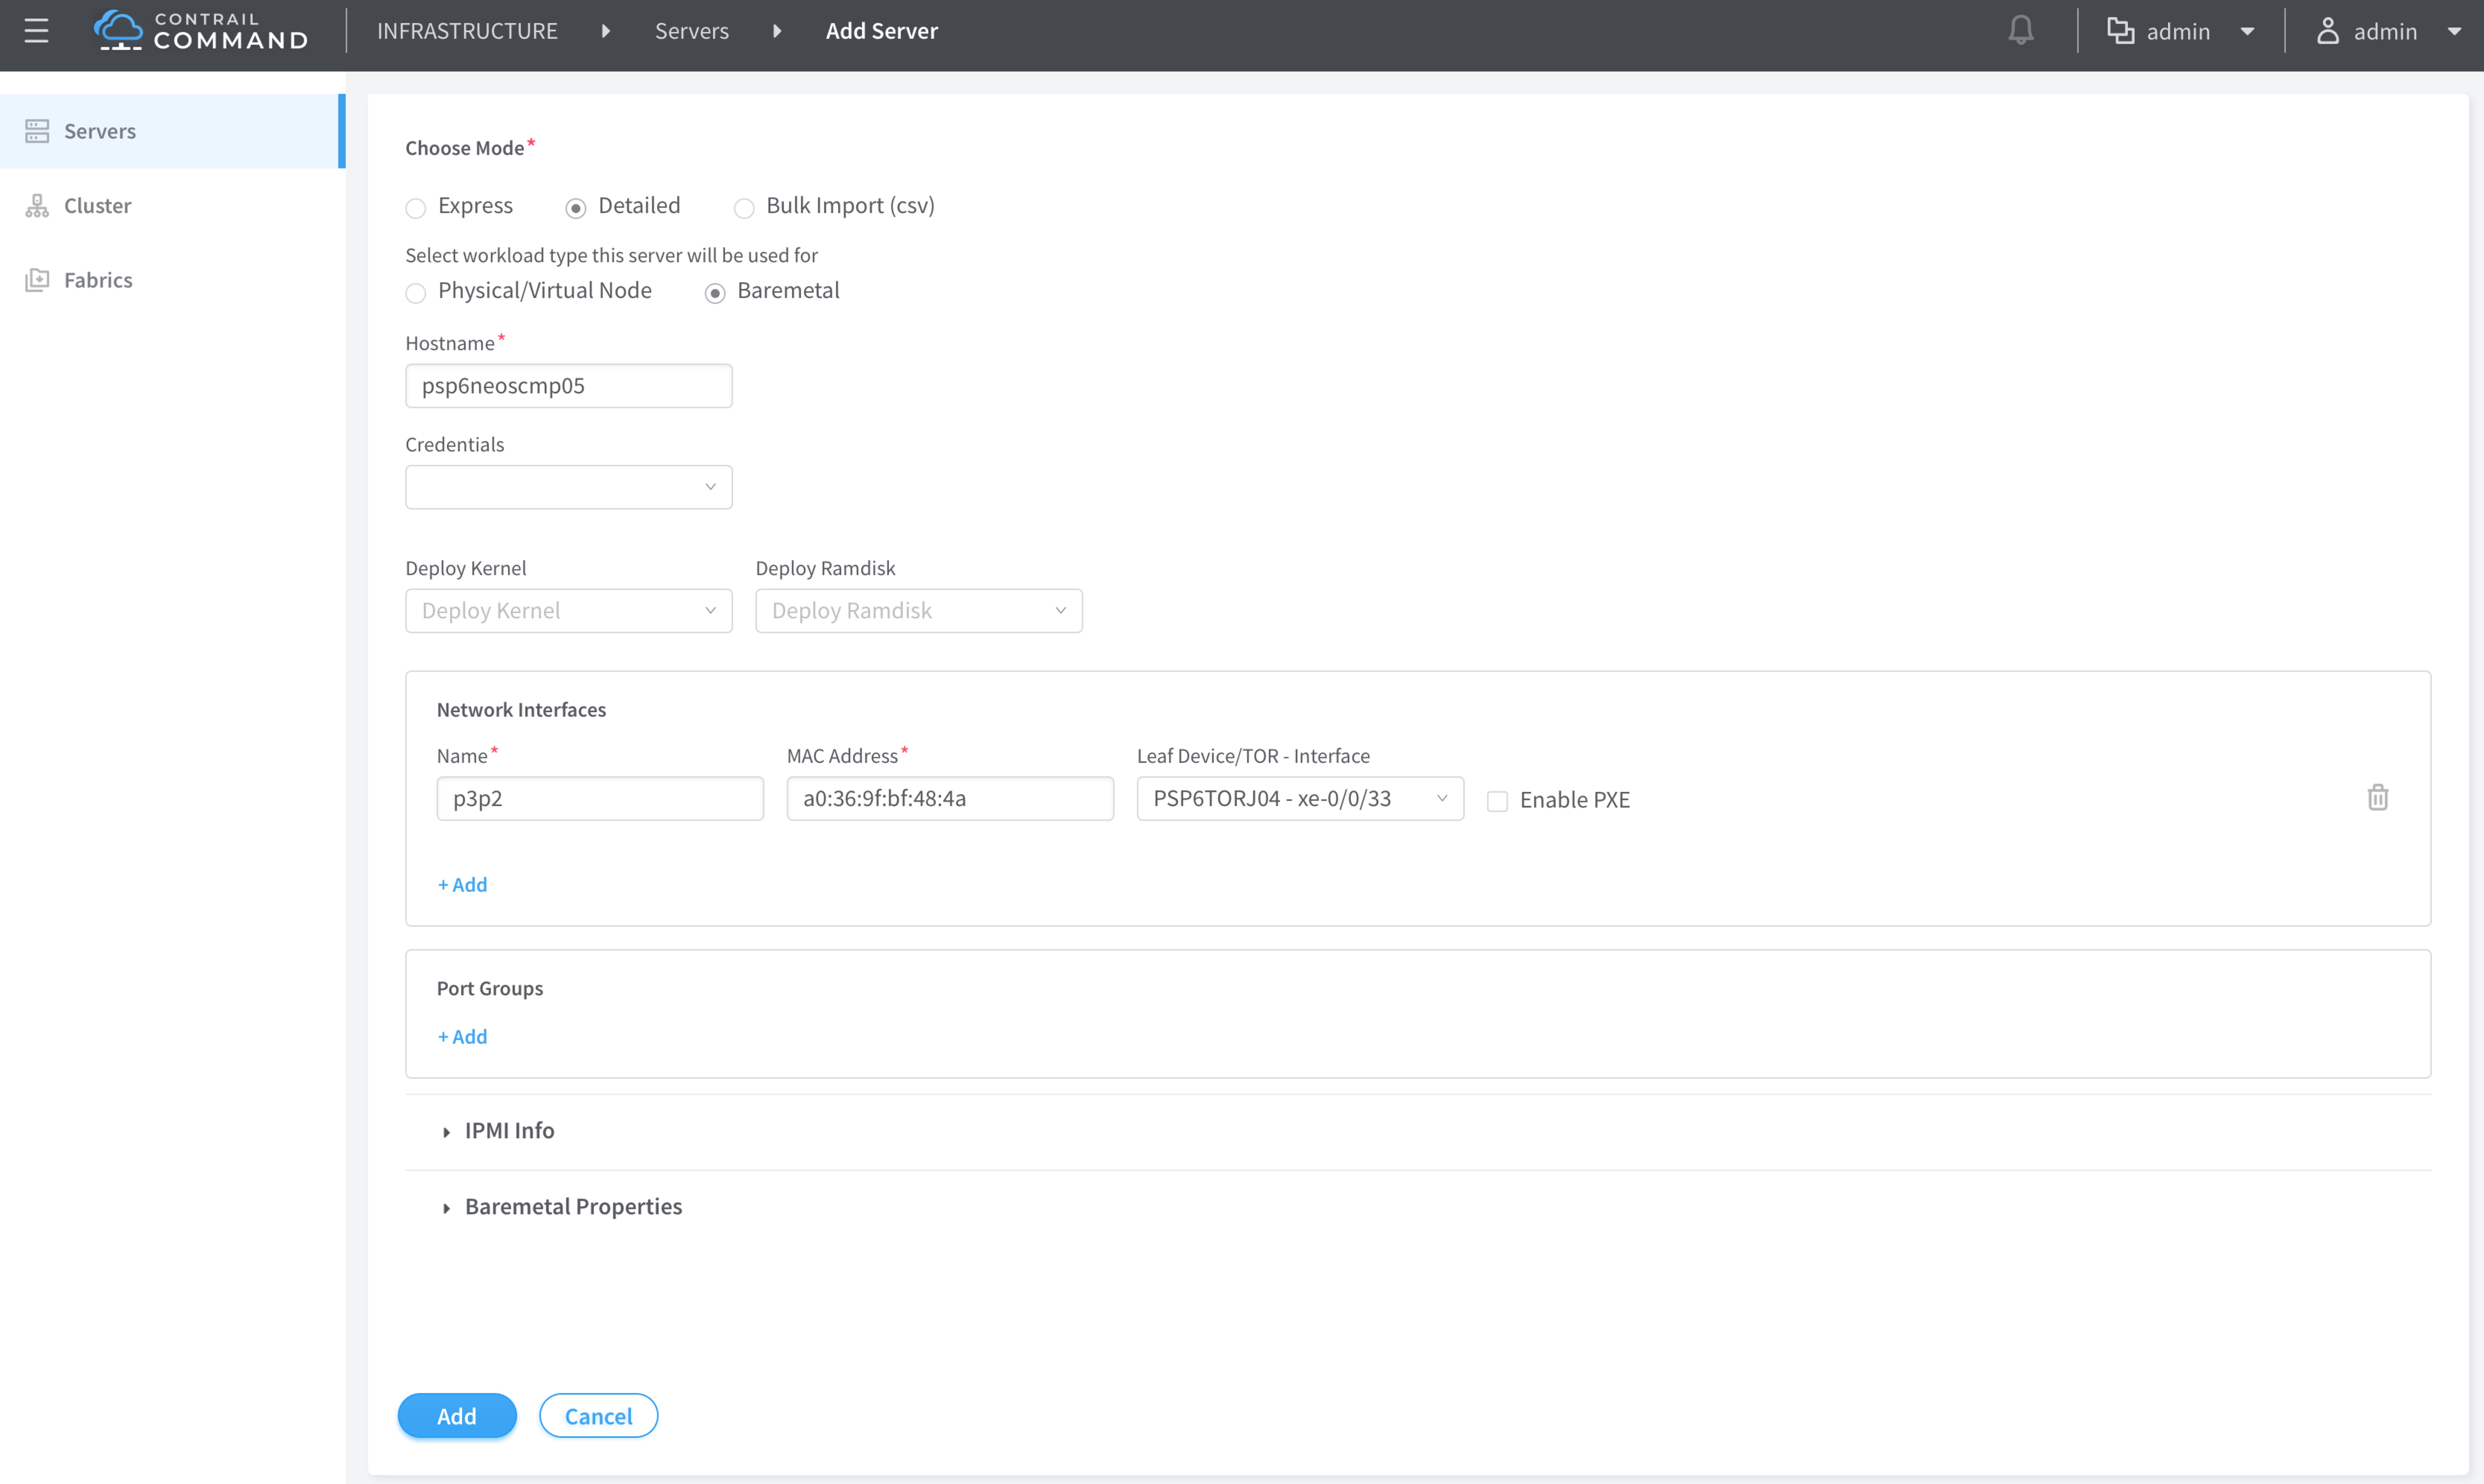 CONTRAIL
COMMAND
INFRASTRUCTURE Servers Add Server
admin admin
Servers
Cluster
Fabrics
Choose Mode*
Express Detailed Bulk Import (csv)
Select workload type this server will be used for
Physical/Virtual Node Baremetal
Hostname*
psp6neoscmp05
Credentials
Deploy Kernel Deploy Ramdisk
Deploy Kernel Deploy Ramdisk
Network Interfaces
Name* MAC Address* Leaf Device/TOR - Interface
p3p2 a0:36:9f:bf:48:4a PSP6TORJ04 - xe-0/0/33 Enable PXE
+ Add
Port Groups
+ Add
IPMI Info
Baremetal Properties
Add Cancel